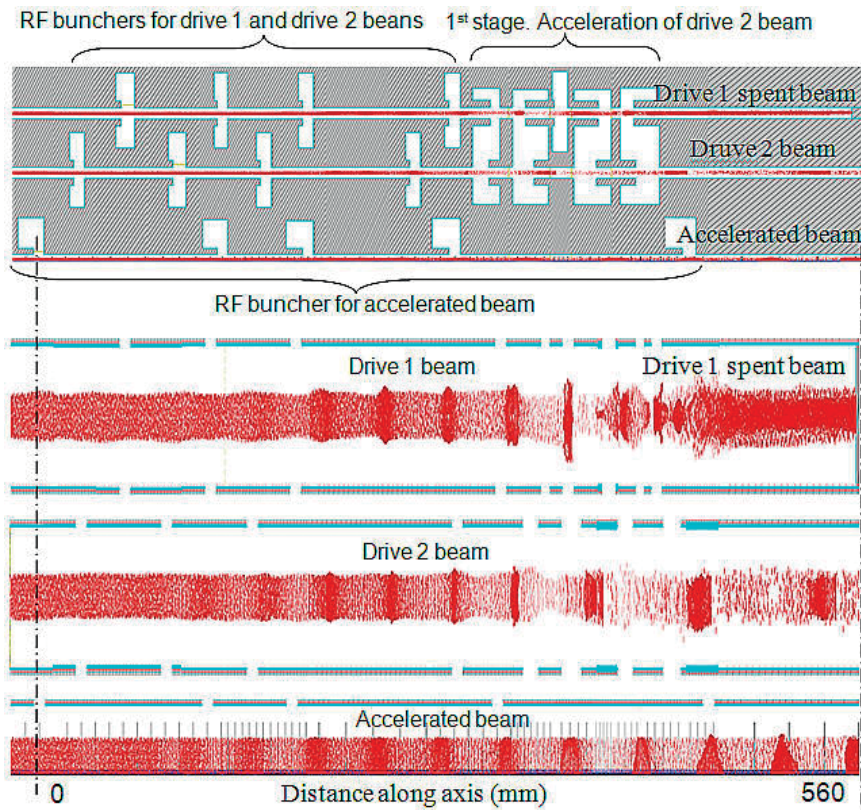 RF bunchers for drive 1 and drive 2 beans
1st stage. Acceleration of drive 2 beam
Drive 1 spent beam
Druve 2 beam
Accelerated beam
RF buncher for accelerated beam
Drive 1 beam
Drive 1 spent beam
Drive 2 beam
Accelerated beam
0 Distance along axis (mm) 560